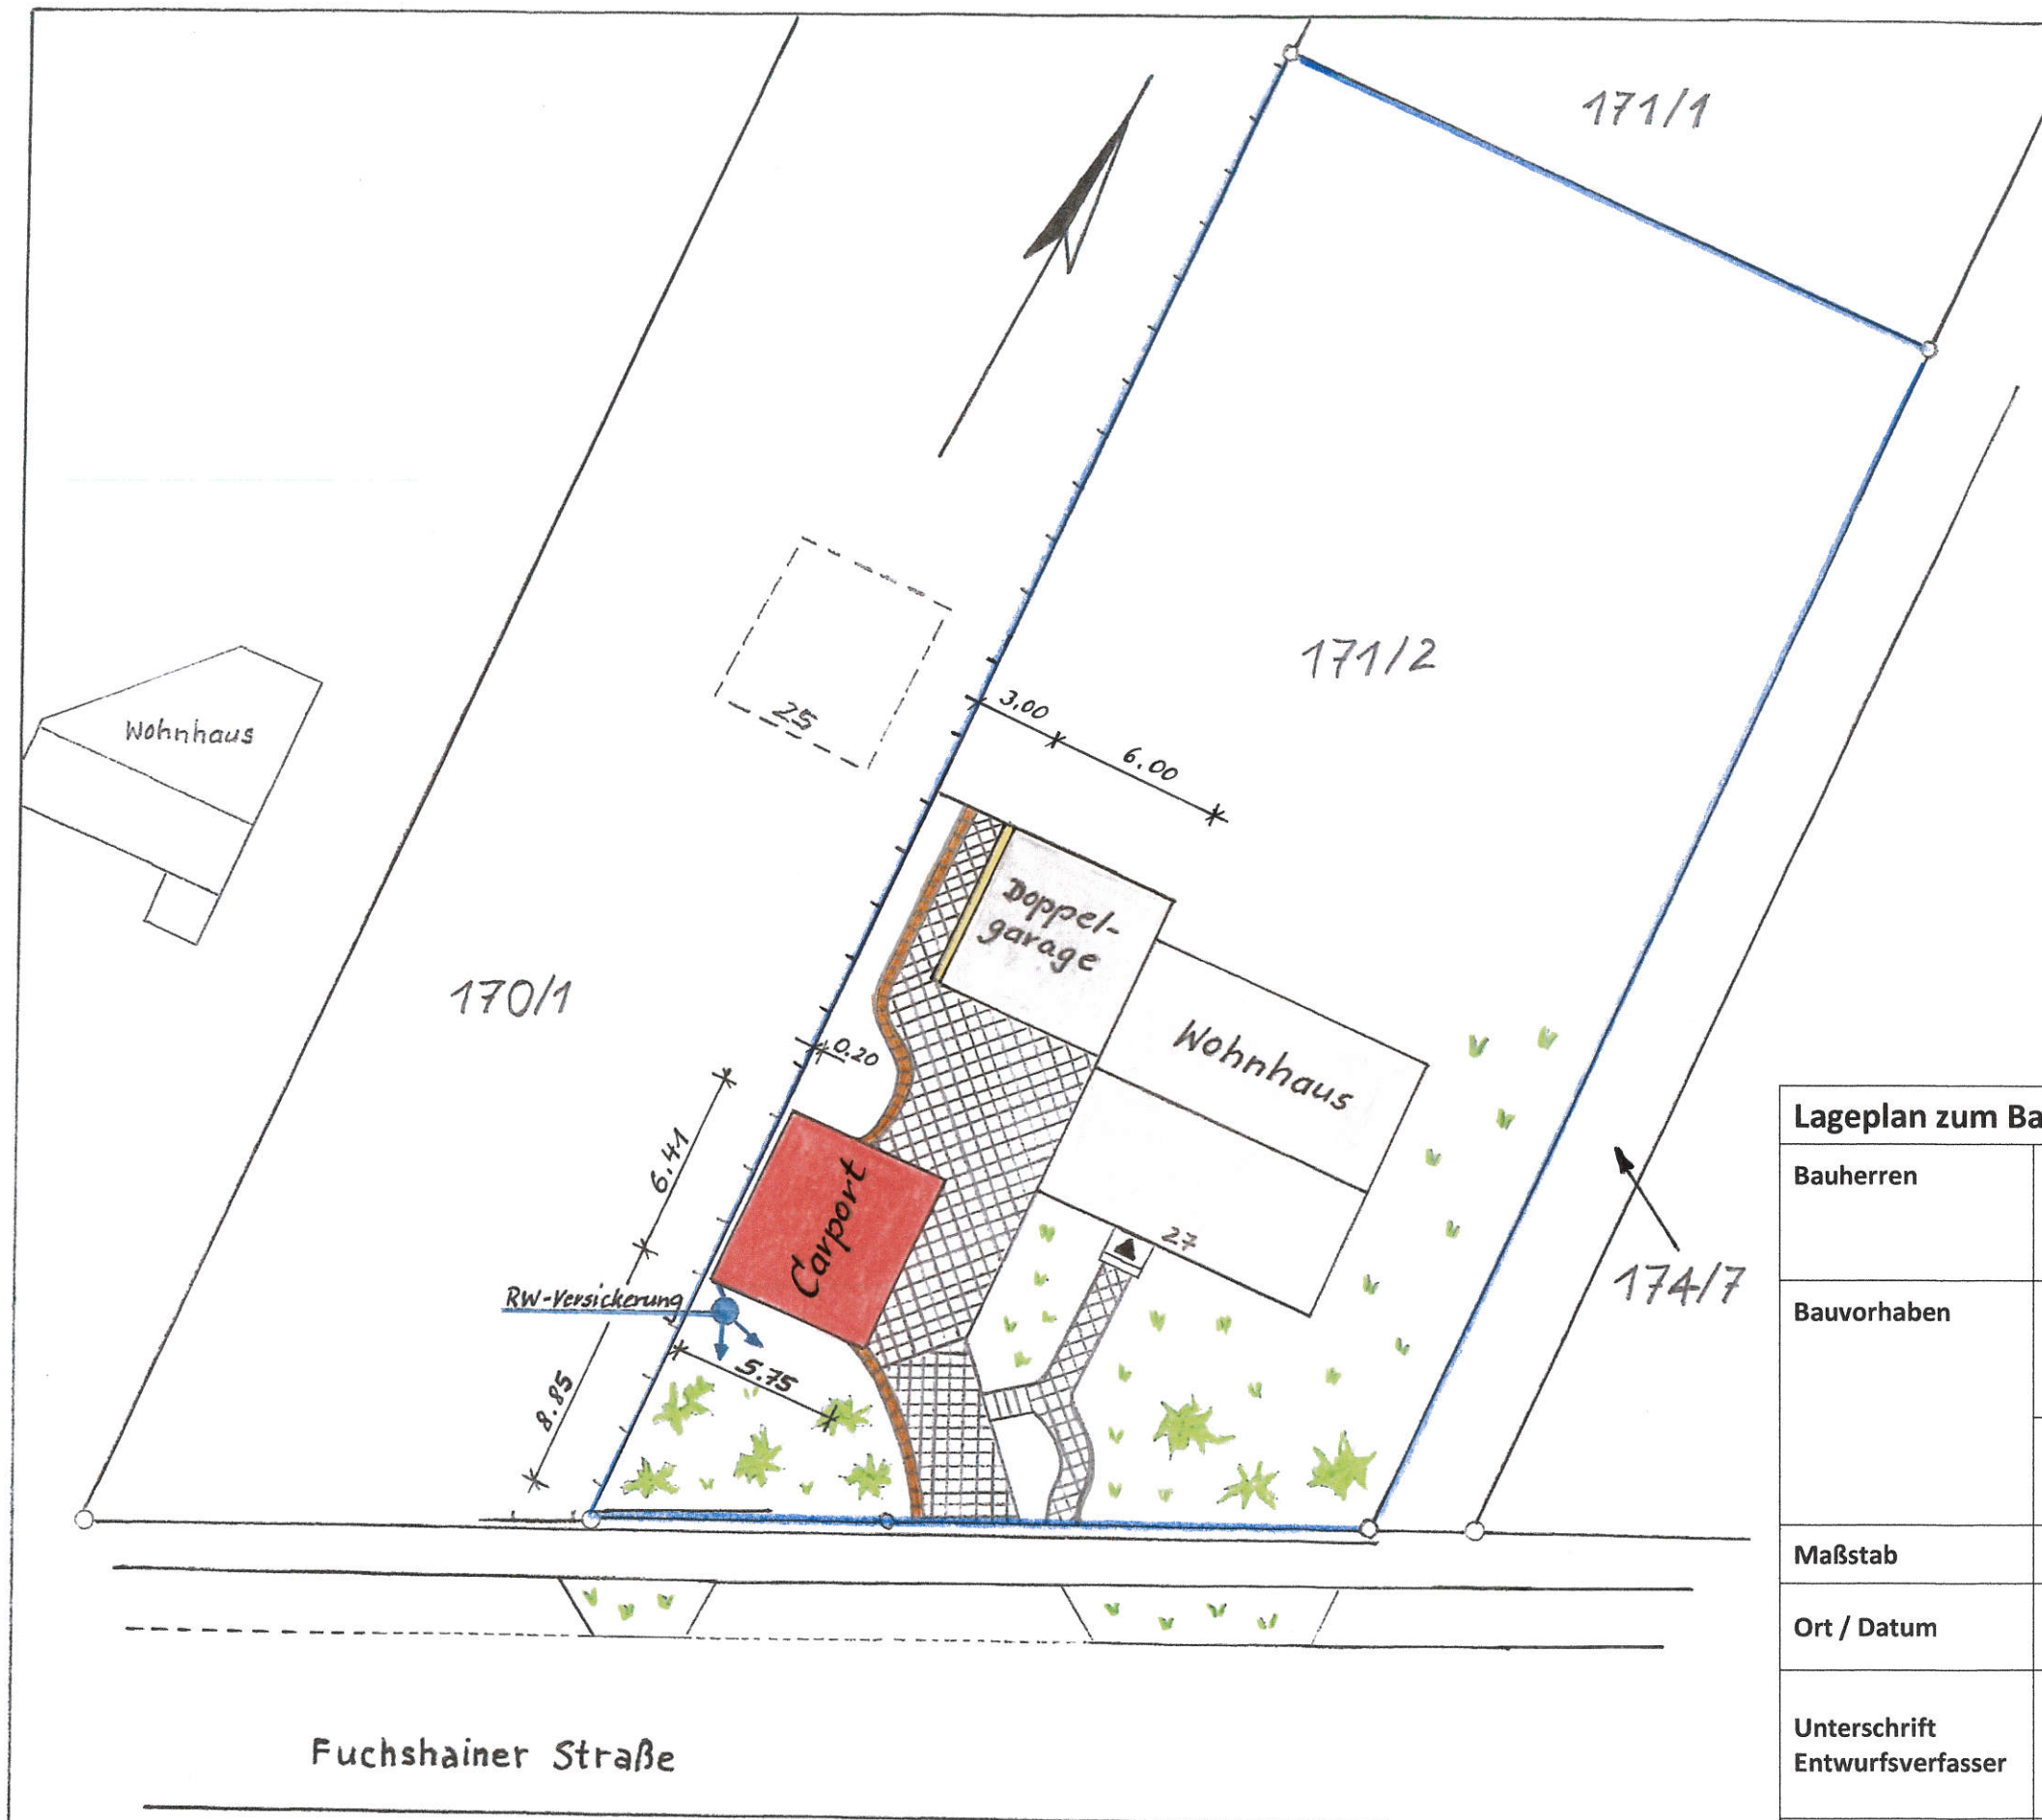 171/1
171/2
25
3.00
6.00
Wohnhaus
Doppel-
garage
170/1
0.20
Wohnhaus
6.41
Carport
27
RW-Versickerung
174/7
5.75
8.85
Fuchshainer Straße
Lageplan zum Ba
Bauherren
Bauvorhaben
Maßstab
Ort / Datum
Unterschrift
Entwurfsverfasser